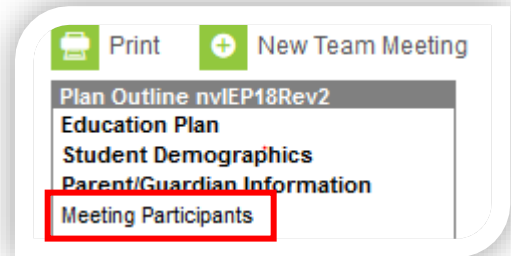 Print New Team Meeting
Plan Outline nvIEP18Rev2
Education Plan
Student Demographics
Parent/Guardian Information
Meeting Participants